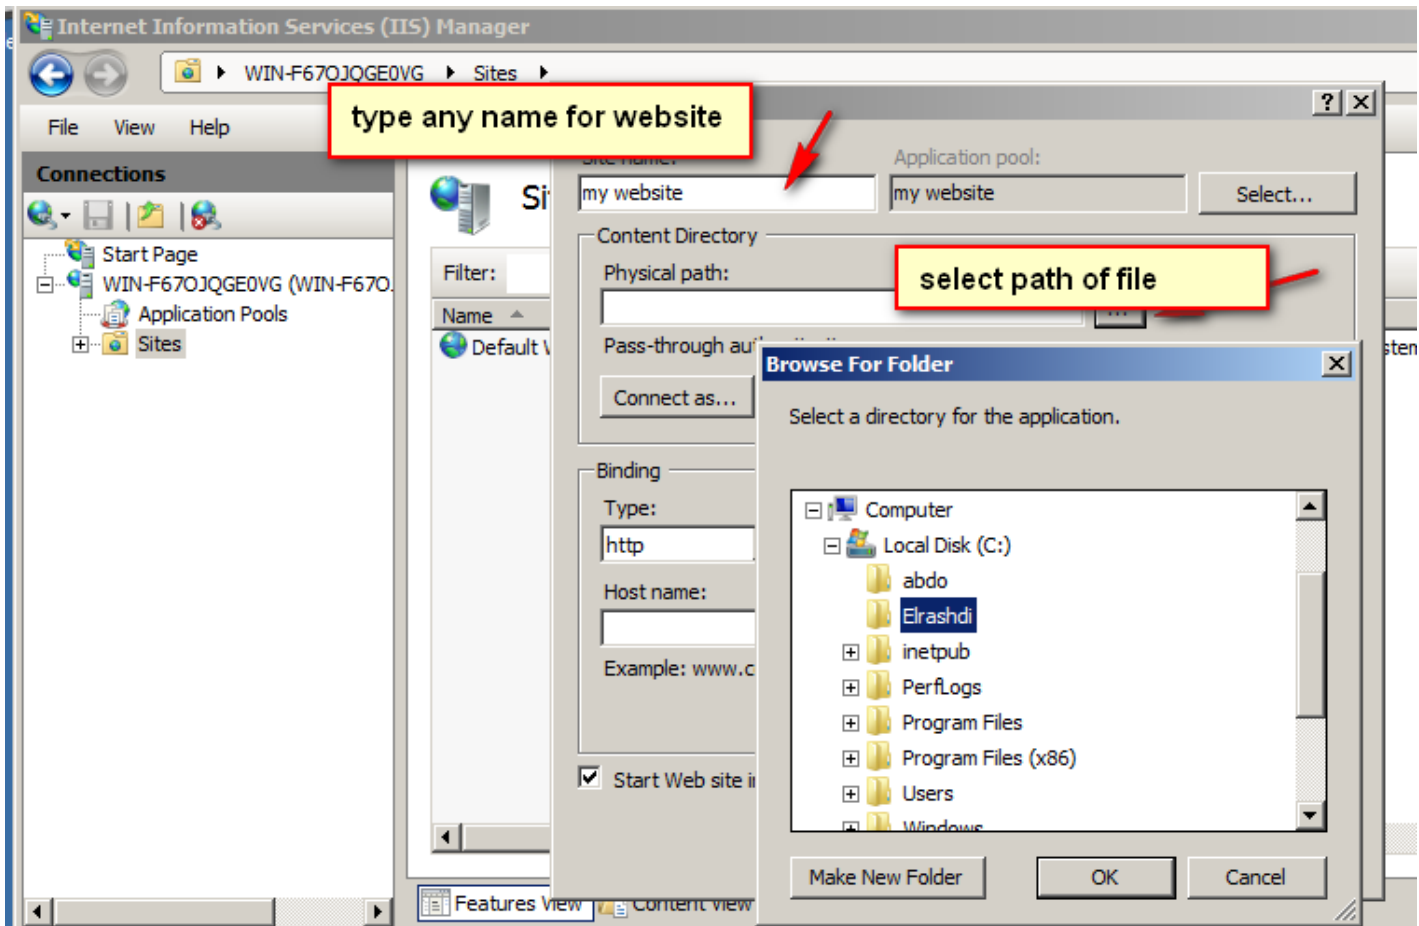 Internet Information Services (IIS) Manager
WIN-F67OJQGE0VG Sites
File View Help
type any name for website
Connections
Site name:
Application pool:
my website
my website
Select...
Start Page
WIN-F67OJQGE0VG (WIN-F67O
Application Pools
Sites
Filter:
Name
Default
Content Directory
Physical path:
select path of file
...
Pass-through
Connect as...
Binding
Type:
http
Host name:
Example: www.c
Start Web site
Browse For Folder
Select a directory for the application.
Computer
Local Disk (C:)
abdo
Elrashdi
inetpub
PerfLogs
Program Files
Program Files (x86)
Users
Windows
Make New Folder
OK
Cancel
Features View
Content View